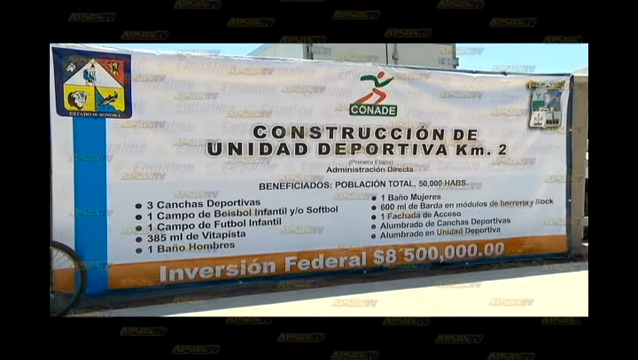 ESTADO DE SONORA
CONADE
CONSTRUCCIÓN DE
UNIDAD DEPORTIVA Km. 2
(Primera Etapa)
Administración Directa
BENEFICIADOS: POBLACIÓN TOTAL, 50,000 HABS.
• 3 Canchas Deportivas
• 1 Campo de Beisbol Infantil y/o Softbol
• 1 Campo de Futbol Infantil
• 385 ml de Vitapista
• 1 Baño Hombres
• 1 Baño Mujeres
• 600 ml de Barda en módulos de herreria y Block
• 1 Fachada de Acceso
• Alumbrado de Canchas Deportivas
• Alumbrado en Unidad Deportiva
Inversión Federal $8'500,000.00